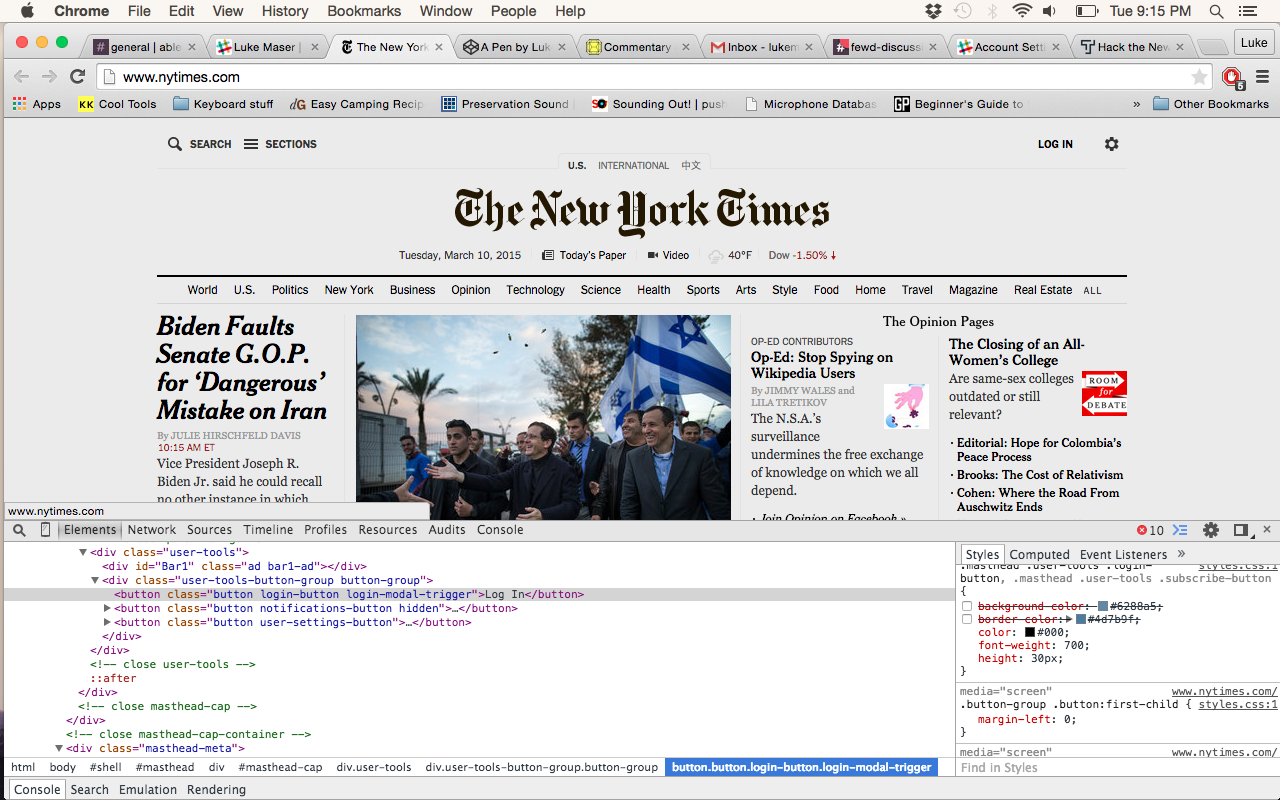 Chrome File Edit View History Bookmarks Window People Help Tue 9:15 PM
general | able Luke Maser | The New York A Pen by Luk Commentary Inbox - lukem fewd-discuss Account Setti Hack the New Luke
www.nytimes.com 5
Apps KK Cool Tools Keyboard stuff dG Easy Camping Recip Preservation Sound SO! Sounding Out! | push Microphone Databas GP Beginner's Guide to » Other Bookmarks
SEARCH SECTIONS LOG IN
U.S. INTERNATIONAL 中文
The New York Times
Tuesday, March 10, 2015 Today's Paper Video 40°F Dow -1.50% ↓
World U.S. Politics New York Business Opinion Technology Science Health Sports Arts Style Food Home Travel Magazine Real Estate ALL
Biden Faults
Senate G.O.P.
for ‘Dangerous’
Mistake on Iran
By JULIE HIRSCHFELD DAVIS
10:15 AM ET
Vice President Joseph R.
Biden Jr. said he could recall
no other instance in which
The Opinion Pages
OP-ED CONTRIBUTORS
Op-Ed: Stop Spying on
Wikipedia Users
By JIMMY WALES and
LILA TRETIKOV
The N.S.A.’s
surveillance
undermines the free exchange
of knowledge on which we all
depend.
· Join Opinion on Facebook »
The Closing of an All-
Women’s College
Are same-sex colleges
outdated or still
relevant?
ROOM
for
DEBATE
· Editorial: Hope for Colombia’s
Peace Process
· Brooks: The Cost of Relativism
· Cohen: Where the Road From
Auschwitz Ends
www.nytimes.com
Elements Network Sources Timeline Profiles Resources Audits Console 10
▼<div class="user-tools">
<div id="Bar1" class="ad bar1-ad"></div>
▼<div class="user-tools-button-group button-group">
<button class="button login-button login-modal-trigger">Log In</button>
▶<button class="button notifications-button hidden">…</button>
▶<button class="button user-settings-button">…</button>
</div>
</div>
<!-- close user-tools -->
::after
</div>
<!-- close masthead-cap -->
</div>
<!-- close masthead-cap-container -->
▼<div class="masthead-meta">
Styles Computed Event Listeners »
.masthead .user-tools .login- styles.css:1
button, .masthead .user-tools .subscribe-button
{
background-color: #6288a5;
border-color:▶ #4d7b9f;
color: #000;
font-weight: 700;
height: 30px;
}
media="screen" www.nytimes.com/
.button-group .button:first-child { styles.css:1
margin-left: 0;
}
media="screen" www.nytimes.com/
html body #shell #masthead div #masthead-cap div.user-tools div.user-tools-button-group.button-group button.button.login-button.login-modal-trigger
Find in Styles
Console Search Emulation Rendering